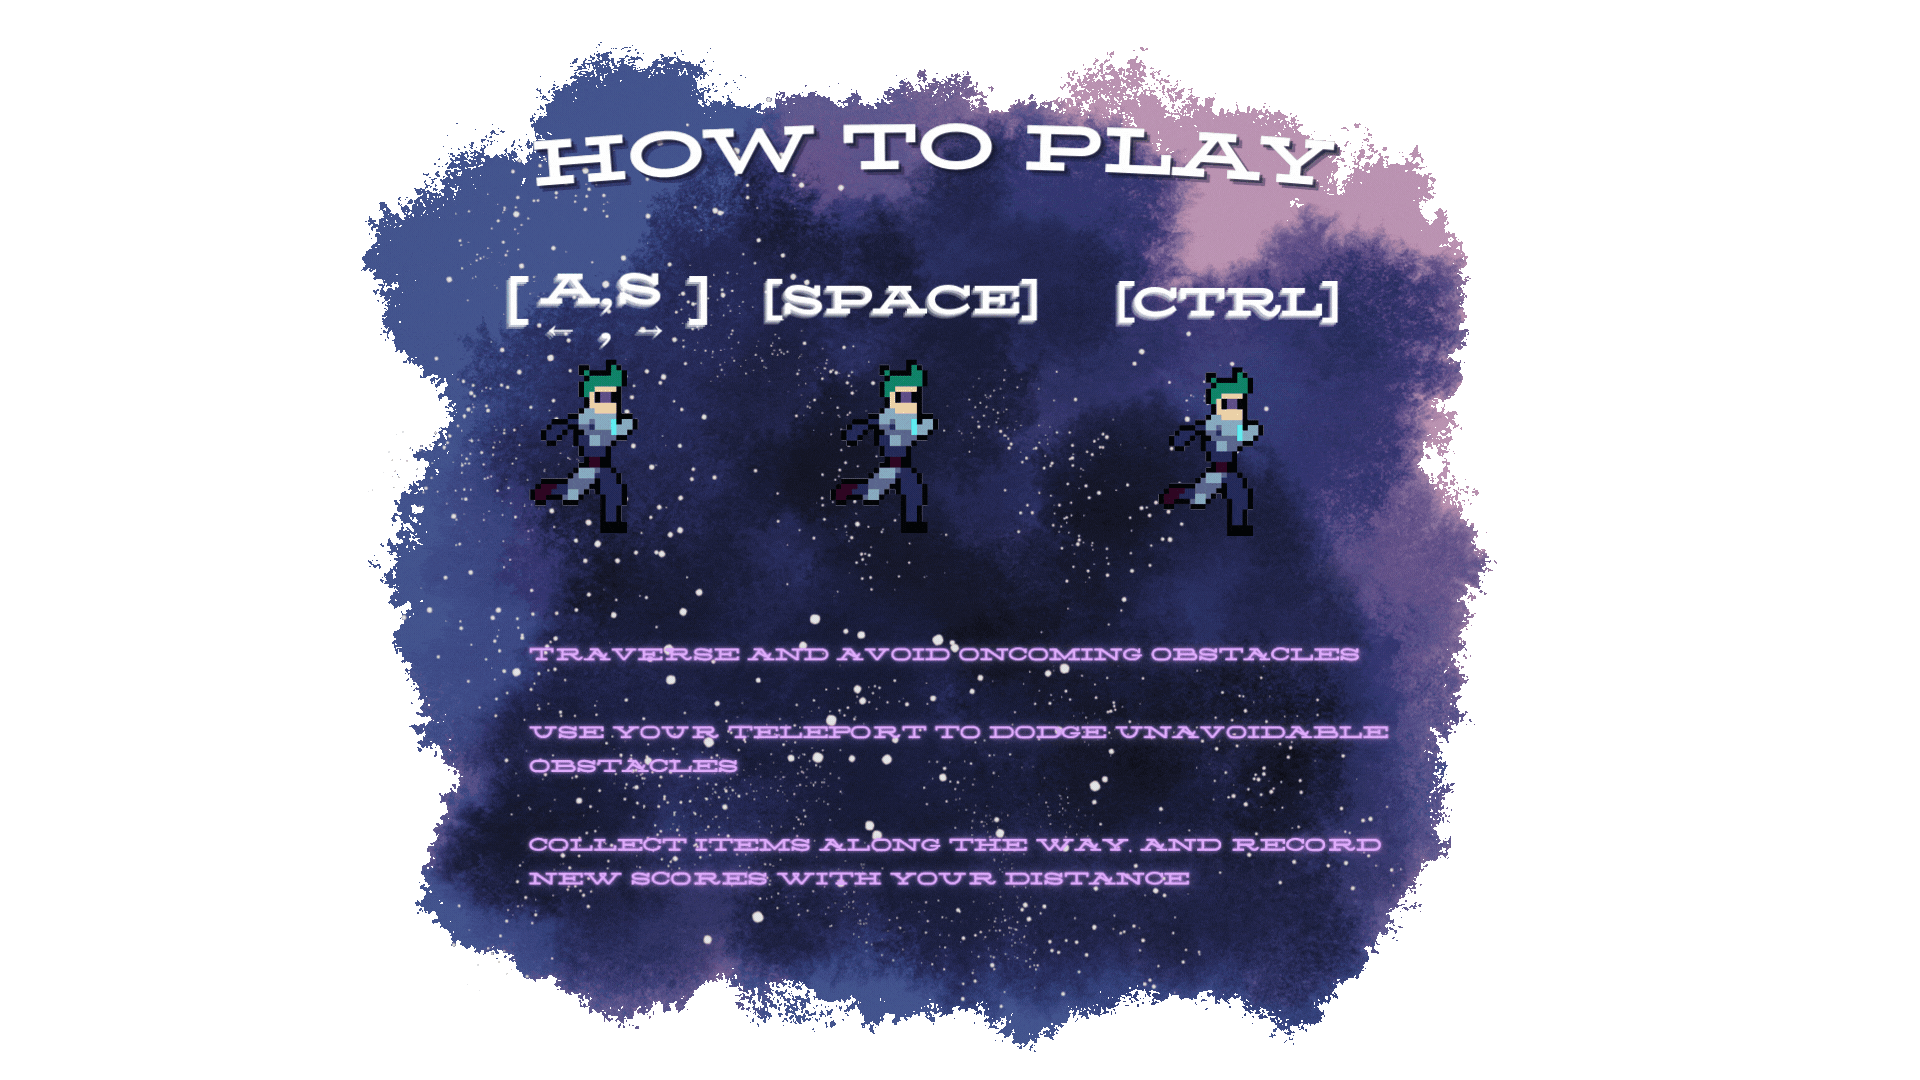 HOW TO PLAY
[ A,S ] [SPACE] [CTRL]
← , →
TRAVERSE AND AVOID ONCOMING OBSTACLES
USE YOUR TELEPORT TO DODGE UNAVOIDABLE
OBSTACLES
COLLECT ITEMS ALONG THE WAY AND RECORD
NEW SCORES WITH YOUR DISTANCE